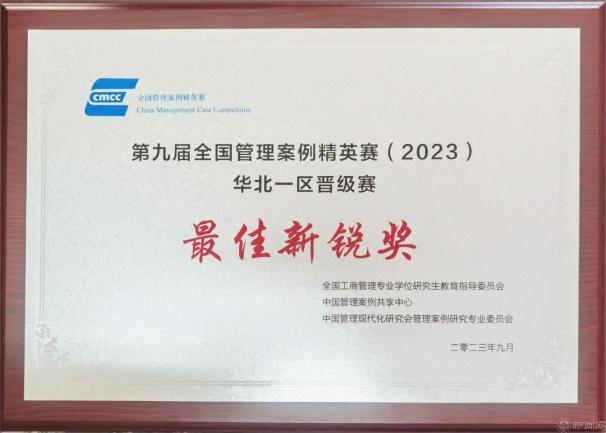 cmcc
全国管理案例精英赛
China Management Case Competition
第九届全国管理案例精英赛（2023）
华北一区晋级赛
最佳新锐奖
全国工商管理专业学位研究生教育指导委员会
中国管理案例共享中心
中国管理现代化研究会管理案例研究专业委员会
二零二三年九月